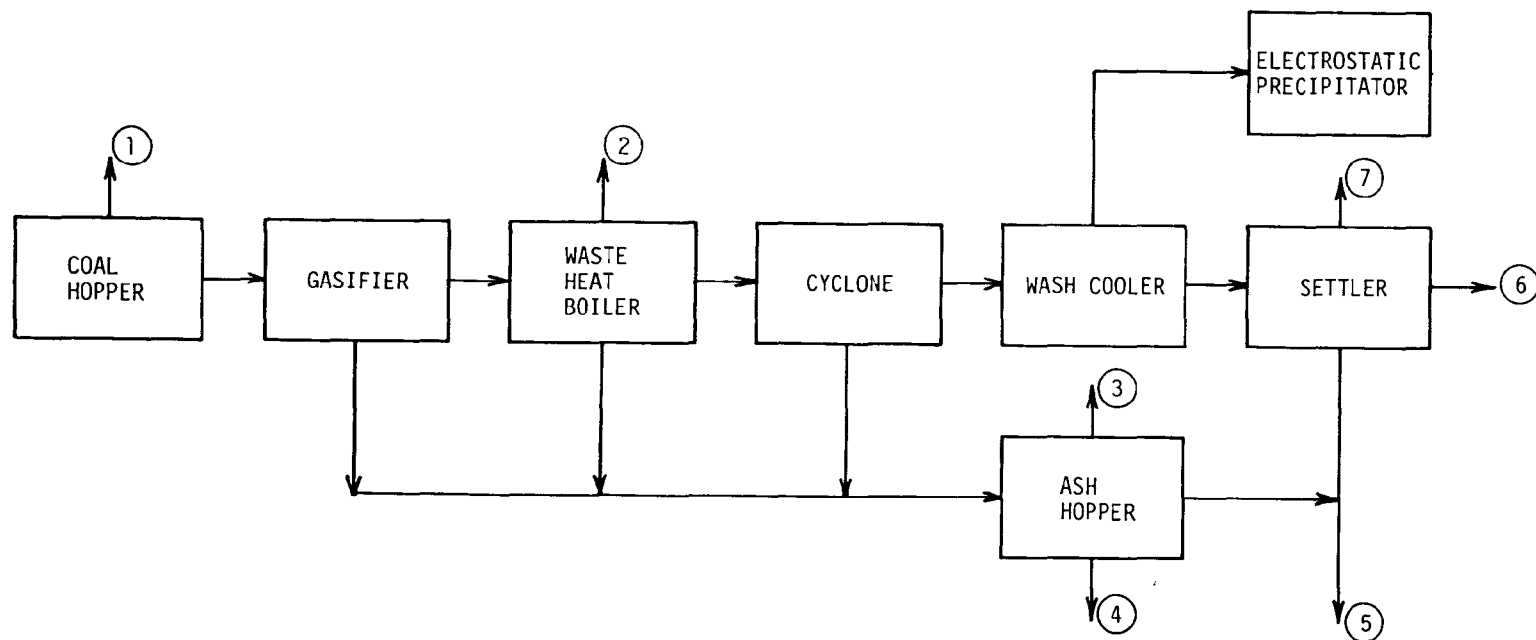 ELECTROSTATIC
PRECIPITATOR
1
2
7
COAL
HOPPER
GASIFIER
WASTE
HEAT
BOILER
CYCLONE
WASH COOLER
SETTLER
6
3
ASH
HOPPER
4
5